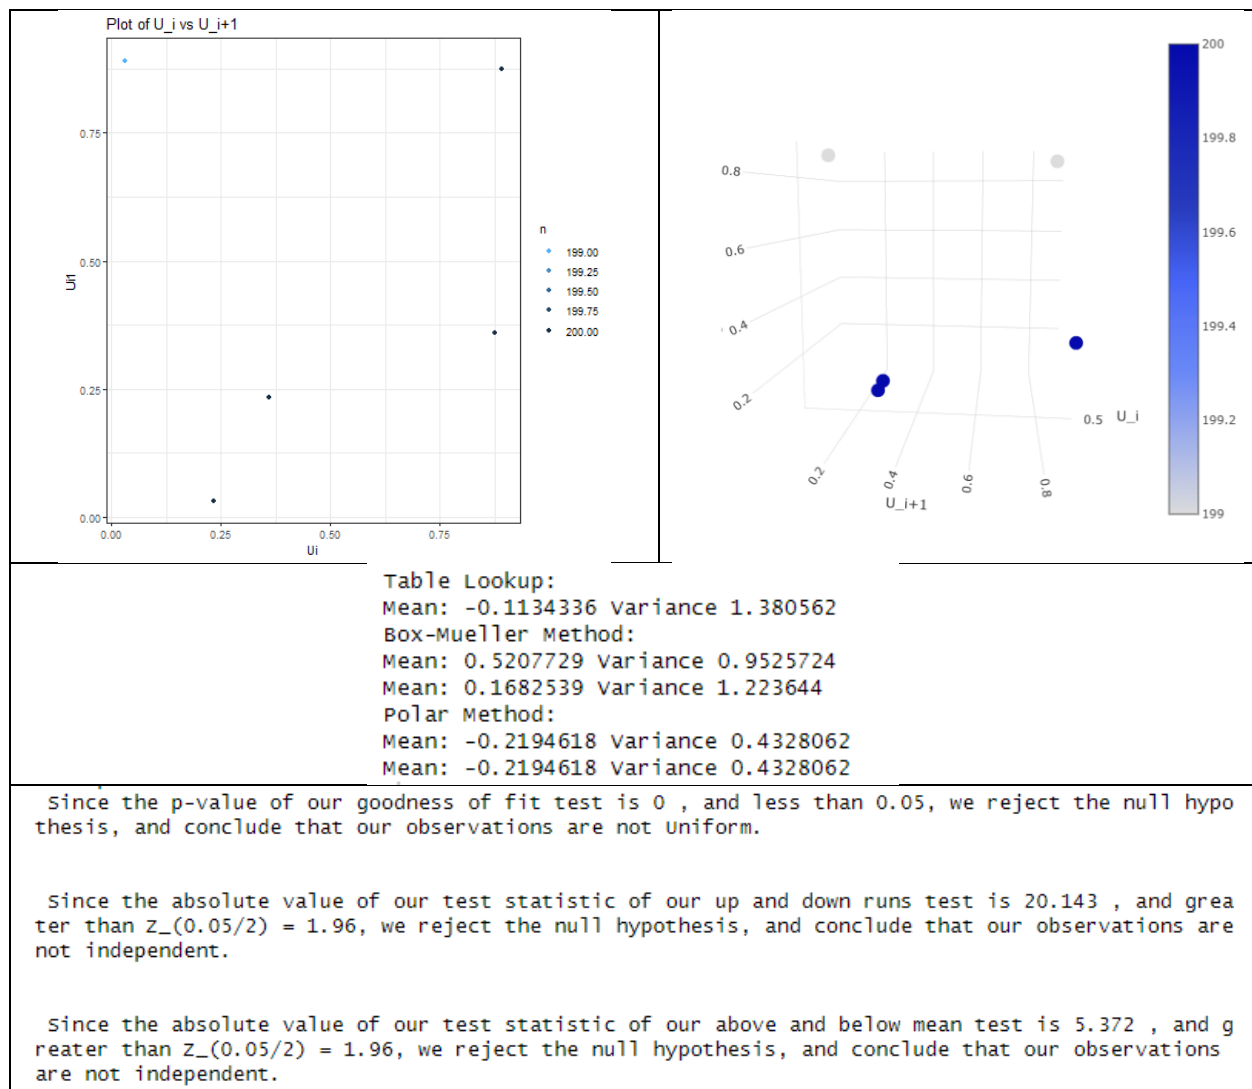 Plot of U_i vs U_i+1
0.75
0.50
0.25
0.00
Ui1
0.00
0.25
0.50
0.75
Ui
n
199.00
199.25
199.50
199.75
200.00
0.8
0.6
0.4
0.2
0.2
0.4
0.6
0.8
U_i+1
0.5
U_i
200
199.8
199.6
199.4
199.2
199
Table Lookup:
Mean: -0.1134336 Variance 1.380562
Box-Mueller Method:
Mean: 0.5207729 Variance 0.9525724
Mean: 0.1682539 Variance 1.223644
Polar Method:
Mean: -0.2194618 Variance 0.4328062
Mean: -0.2194618 Variance 0.4328062
Since the p-value of our goodness of fit test is 0 , and less than 0.05, we reject the null hypo
thesis, and conclude that our observations are not Uniform.
Since the absolute value of our test statistic of our up and down runs test is 20.143 , and grea
ter than Z_(0.05/2) = 1.96, we reject the null hypothesis, and conclude that our observations are
not independent.
Since the absolute value of our test statistic of our above and below mean test is 5.372 , and g
reater than Z_(0.05/2) = 1.96, we reject the null hypothesis, and conclude that our observations
are not independent.